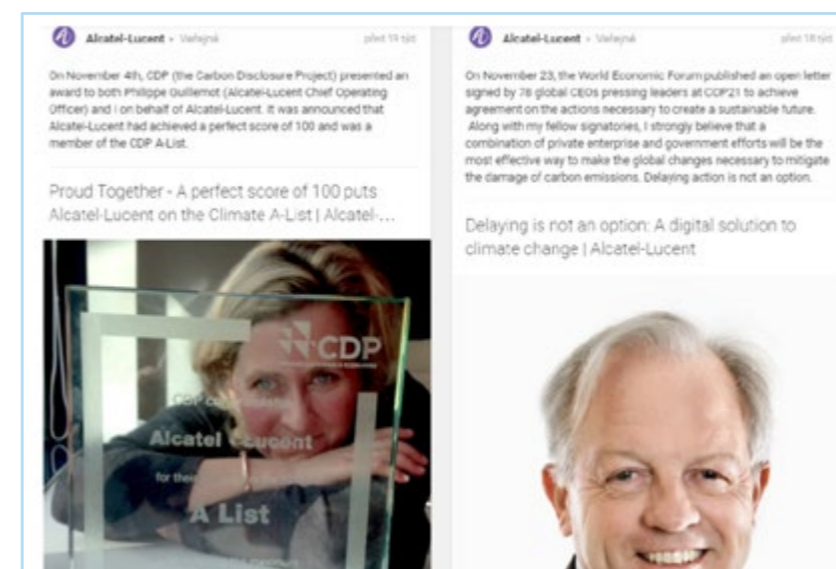 Alcatel-Lucent ▸ Veřejné
před 19 týd
On November 4th, CDP (the Carbon Disclosure Project) presented an
award to both Philippe Guillemot (Alcatel-Lucent Chief Operating
Officer) and I on behalf of Alcatel-Lucent. It was announced that
Alcatel-Lucent had achieved a perfect score of 100 and was a
member of the CDP A-List.
Proud Together - A perfect score of 100 puts
Alcatel-Lucent on the Climate A-List | Alcatel-...
CDP
CDP
Alcatel Lucent
for their
A List
Alcatel-Lucent ▸ Veřejné
před 18 týd
On November 23, the World Economic Forum published an open letter
signed by 78 global CEOs pressing leaders at COP21 to achieve
agreement on the actions necessary to create a sustainable future.
Along with my fellow signatories, I strongly believe that a
combination of private enterprise and government efforts will be the
most effective way to make the global changes necessary to mitigate
the damage of carbon emissions. Delaying action is not an option.
Delaying is not an option: A digital solution to
climate change | Alcatel-Lucent